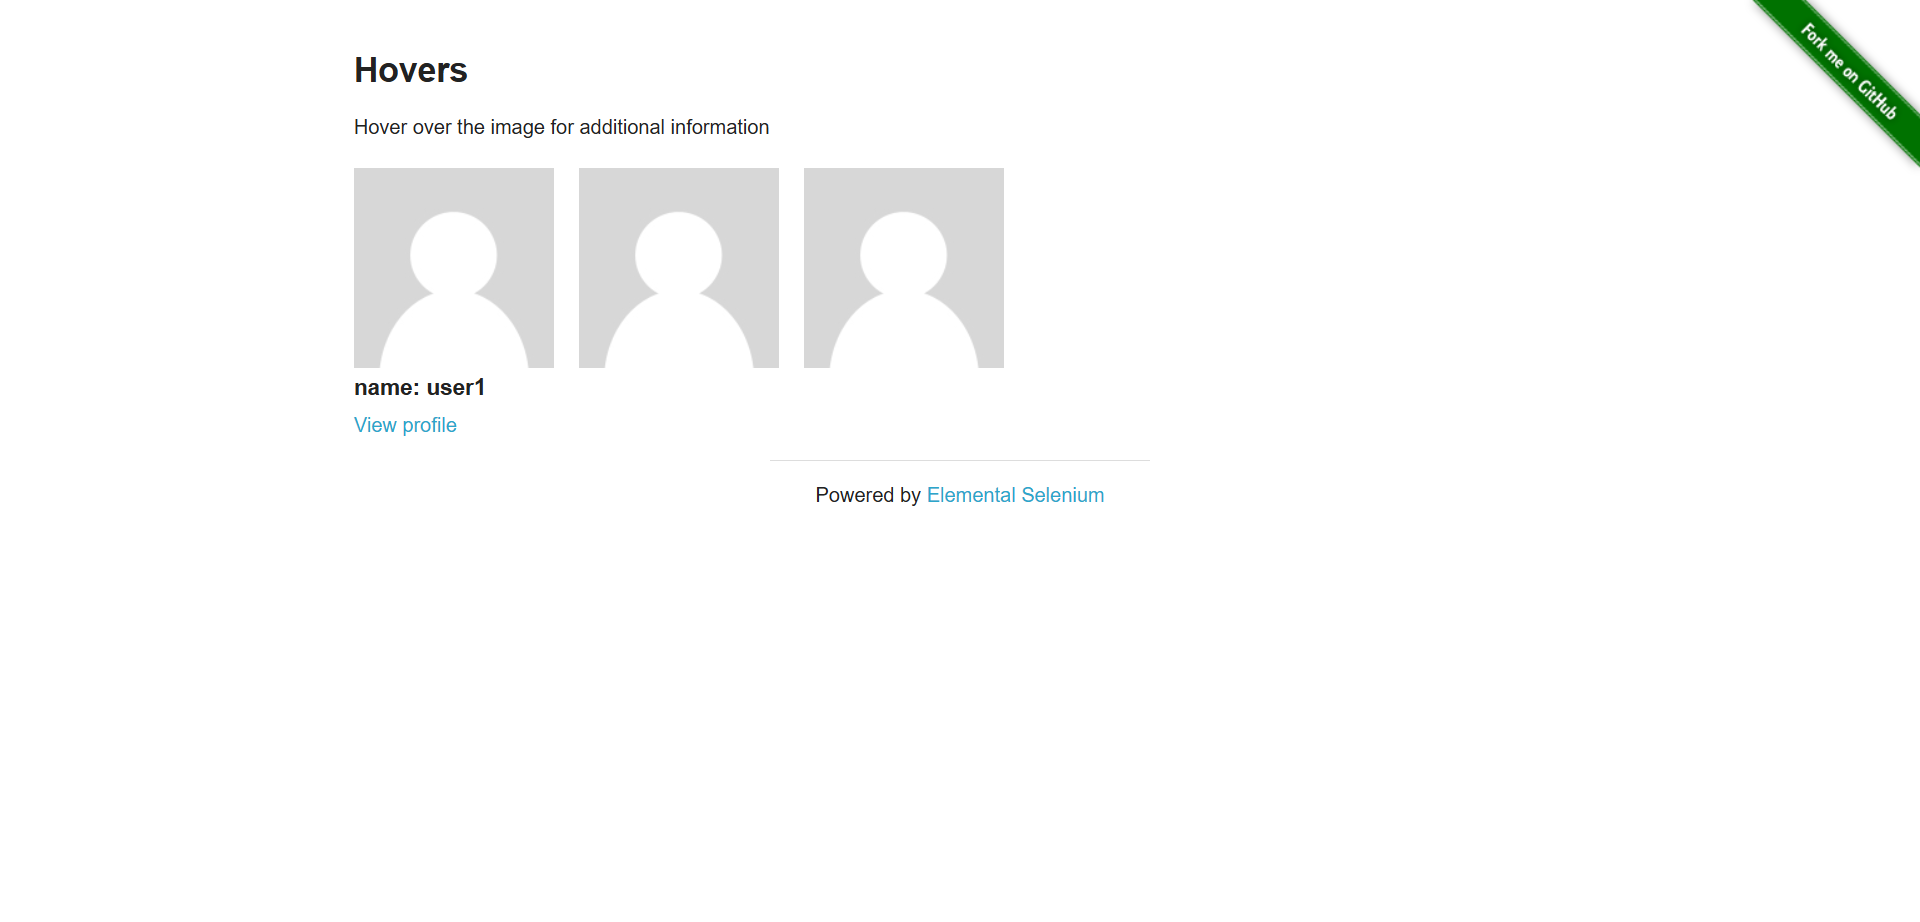 Hovers
Fork me on GitHub
Hover over the image for additional information
name: user1
View profile
Powered by Elemental Selenium